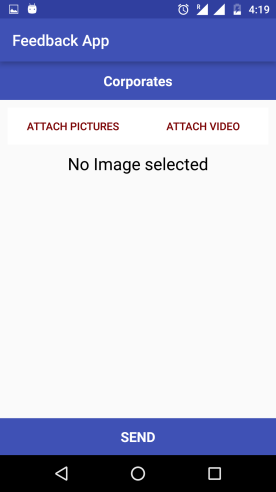 4:19
Feedback App
Corporates
ATTACH PICTURES ATTACH VIDEO
No Image selected
SEND